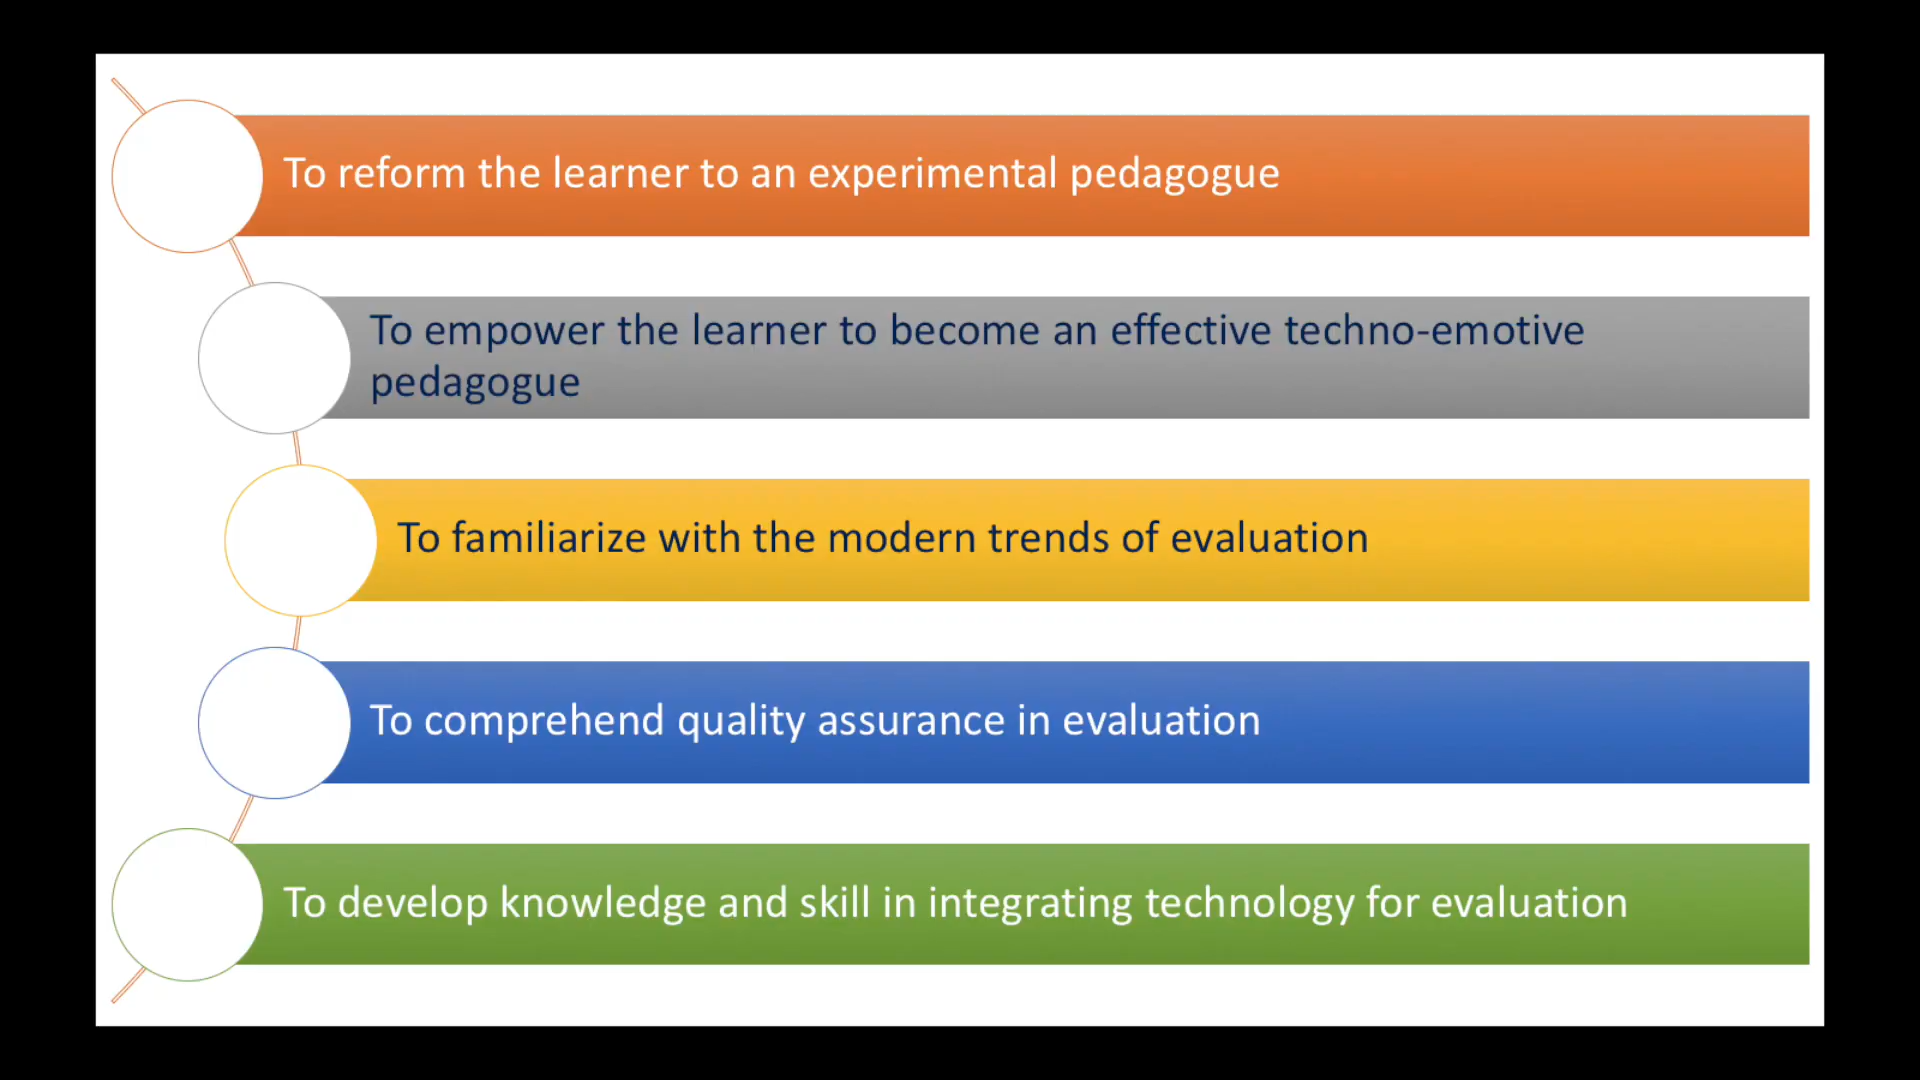 To reform the learner to an experimental pedagogue
To empower the learner to become an effective techno-emotive
pedagogue
To familiarize with the modern trends of evaluation
To comprehend quality assurance in evaluation
To develop knowledge and skill in integrating technology for evaluation